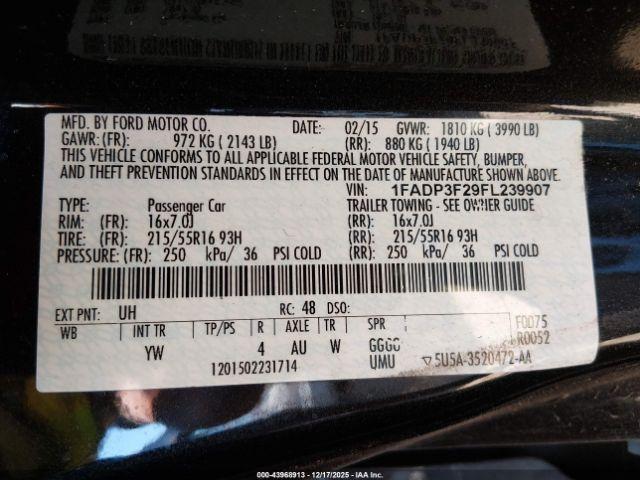 MFD. BY FORD MOTOR CO. DATE: 02/15 GVWR: 1810 KG ( 3990 LB)
GAWR: (FR): 972 KG ( 2143 LB) (RR): 880 KG ( 1940 LB)
THIS VEHICLE CONFORMS TO ALL APPLICABLE FEDERAL MOTOR VEHICLE SAFETY, BUMPER,
AND THEFT PREVENTION STANDARDS IN EFFECT ON THE DATE OF MANUFACTURE SHOWN ABOVE.
VIN: 1FADP3F29FL239907
TYPE: Passenger Car TRAILER TOWING - SEE OWNER GUIDE
RIM: (FR): 16x7.0J (RR): 16x7.0J
TIRE: (FR): 215/55R16 93H (RR): 215/55R16 93H
PRESSURE: (FR): 250 kPa/ 36 PSI COLD (RR): 250 kPa/ 36 PSI COLD
EXT PNT: UH RC: 48 DSO:
WB INT TR TP/PS R AXLE TR SPR F0075
YW 4 AU W GGGG R0052
1201502231714 UMU ▽5U5A-3520472-AA
000-43968913 - 12/17/2025 - IAA Inc.